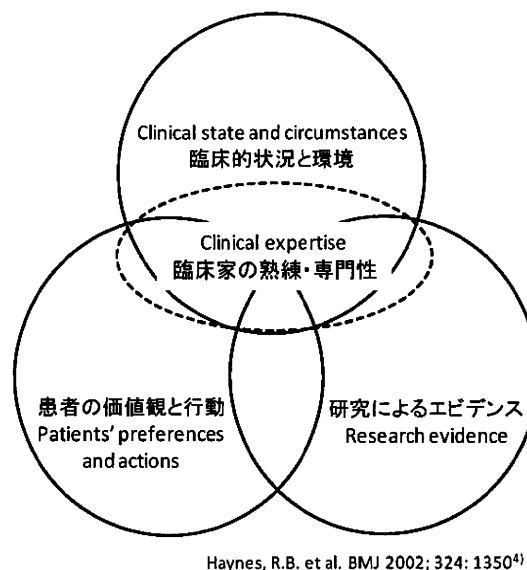 Clinical state and circumstances
臨床的状況と環境
Clinical expertise
臨床家の熟練・専門性
患者の価値観と行動
Patients' preferences
and actions
研究によるエビデンス
Research evidence
Haynes, R.B. et al. BMJ 2002; 324: 1350⁴⁾